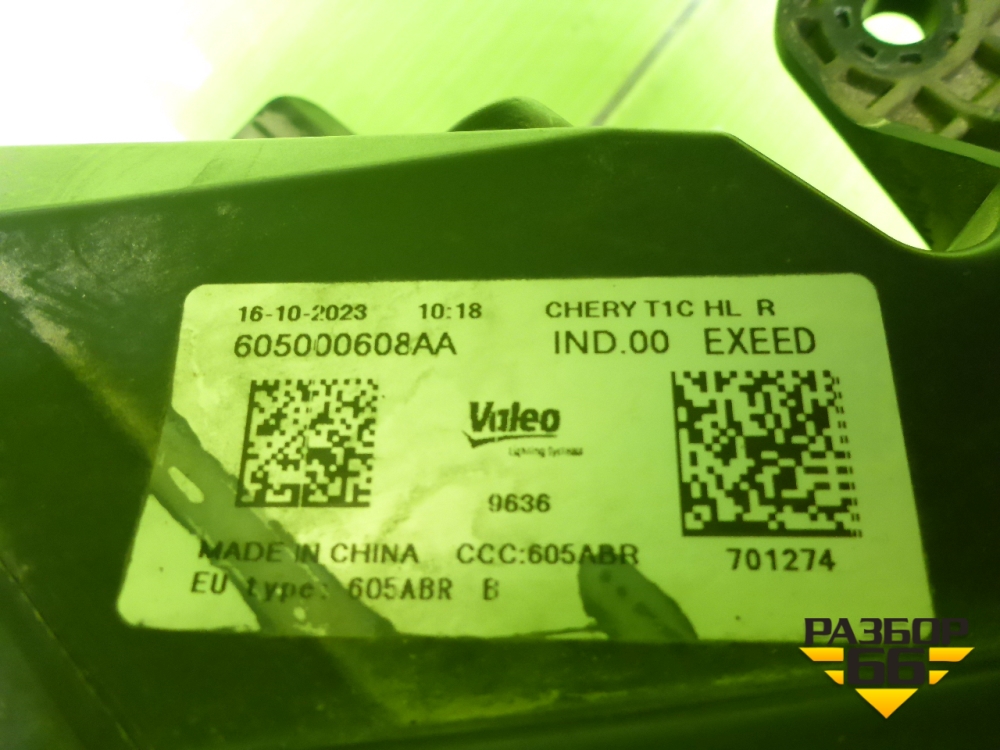 16-10-2023 10:18 CHERY T1C HL R
605000608AA IND.00 EXEED
Valeo
Lighting Systems
9636
MADE IN CHINA CCC:605ABR 701274
EU type: 605ABR B
РАЗБОР
66